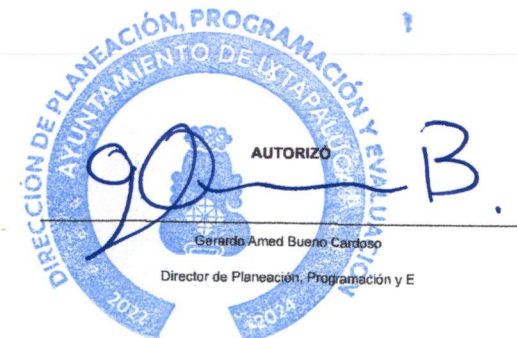 DIRECCIÓN DE PLANEACIÓN, PROGRAMACIÓN Y EVALUACIÓN
AYUNTAMIENTO DE IXTAPALUCA
AUTORIZÓ
B.
Gerardo Amed Bueno Cardoso
Director de Planeación, Programación y E
2022
2024